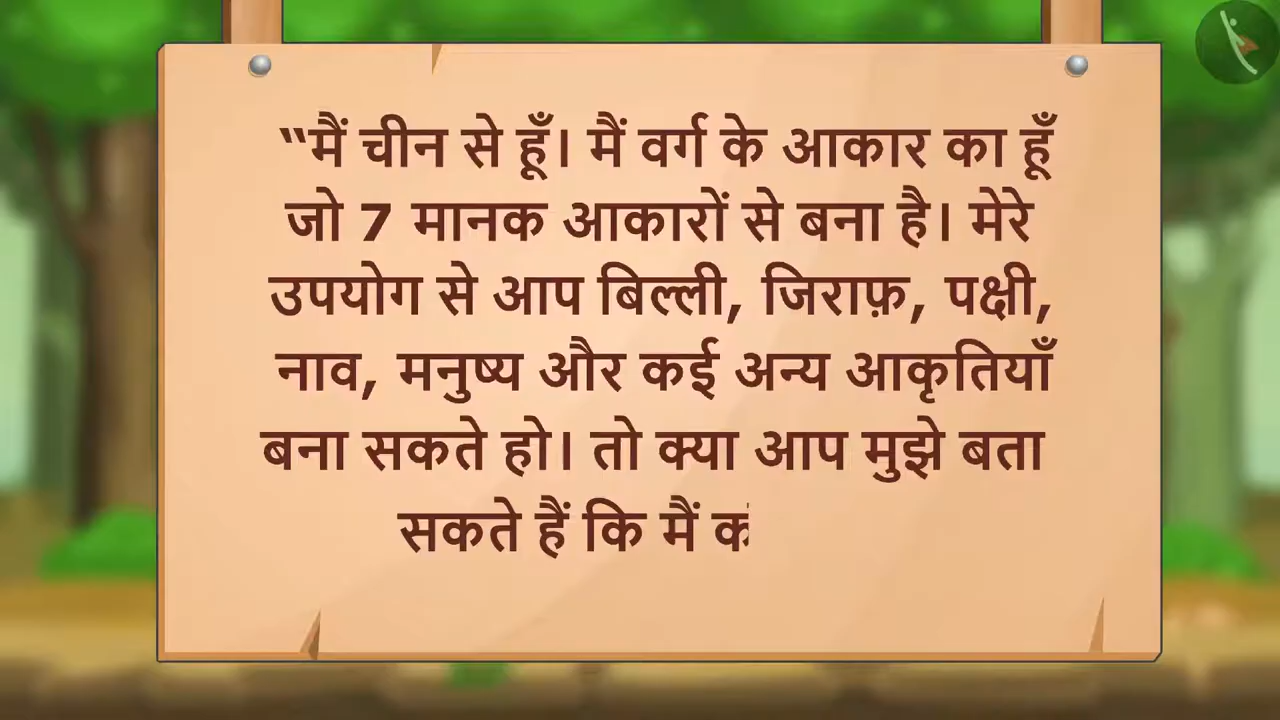 “मैं चीन से हूँ। मैं वर्ग के आकार का हूँ
जो 7 मानक आकारों से बना है। मेरे
उपयोग से आप बिल्ली, जिराफ़, पक्षी,
नाव, मनुष्य और कई अन्य आकृतियाँ
बना सकते हो। तो क्या आप मुझे बता
सकते हैं कि मैं